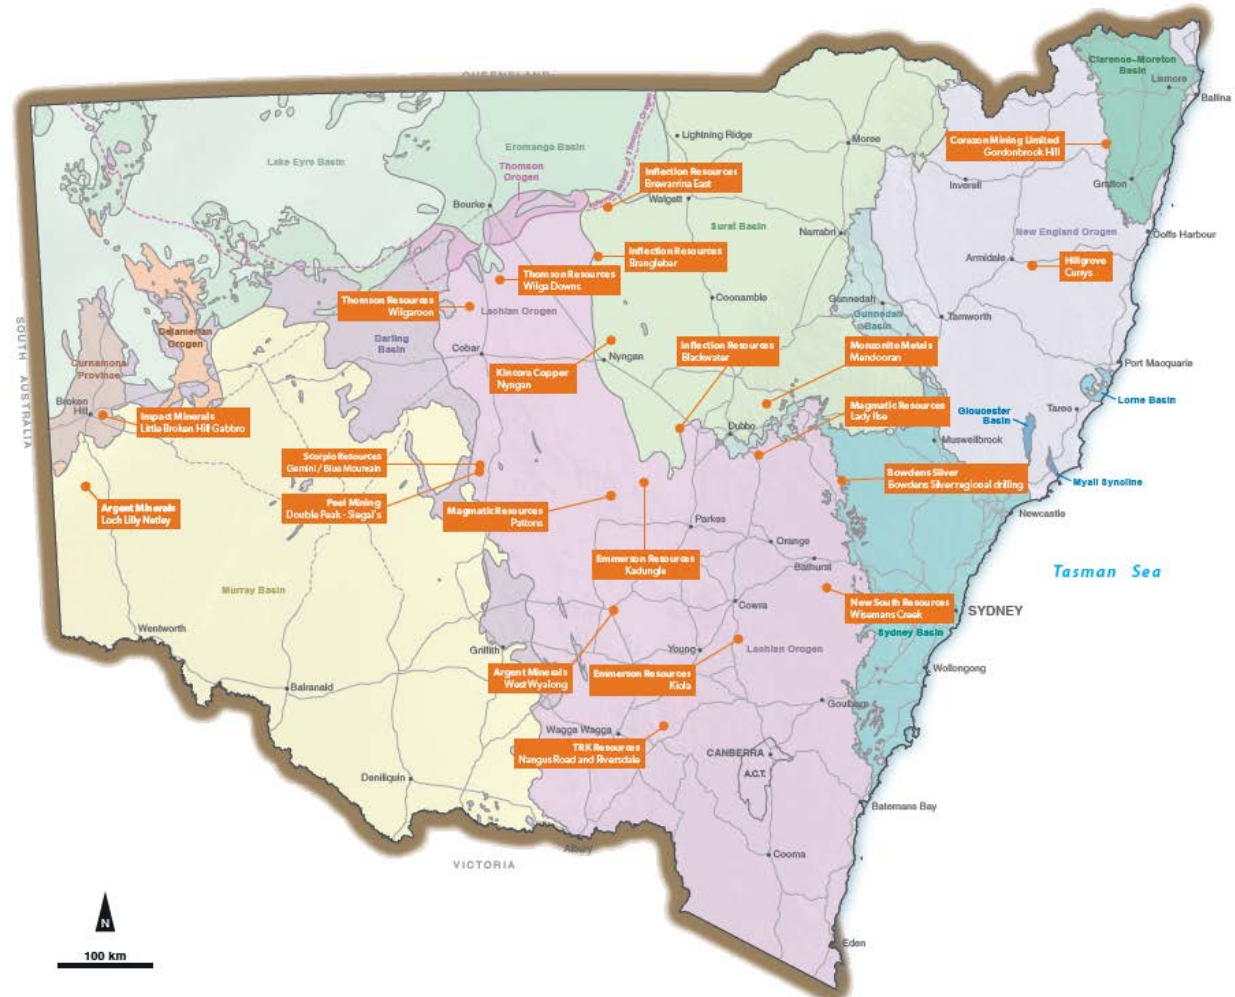 QUEENSLAND
Clarence-Moreton
Basin
Lismore
Ballina
Lightning Ridge
Moree
Corazon Mining Limited
Gordonbrook Hill
Lake Eyre Basin
Eromanga Basin
Thomson
Orogen
Inflection Resources
Brewarrina East
Inverell
Grafton
Bourke
Walgett
Surat Basin
Narrabri
New England Orogen
Coffs Harbour
Inflection Resources
Branglebar
Armidale
Hillgrove
Currys
Thomson Resources
Wilga Downs
Thomson Resources
Wilgaroon
Lachlan Orogen
Coonamble
Gunnedah
Gunnedah
Basin
Tamworth
SOUTH AUSTRALIA
Delamerian
Orogen
Darling
Basin
Cobar
Nyngan
Inflection Resources
Blackwater
Monzonite Metals
Mendooran
Port Macquarie
Curnamona
Province
Kincora Copper
Nyngan
Broken
Hill
Impact Minerals
Little Broken Hill Gabbro
Magmatic Resources
Lady Ilse
Gloucester
Basin
Taree
Lorne Basin
Dubbo
Muswellbrook
Scorpio Resources
Gemini / Blue Mountain
Bowdens Silver
Bowdens Silver regional drilling
Myall Syncline
Argent Minerals
Loch Lilly Netley
Peel Mining
Double Peak - Siegal's
Magmatic Resources
Pattons
Parkes
Newcastle
Orange
Emmerson Resources
Kadungle
Bathurst
Tasman Sea
Murray Basin
Cowra
New South Resources
Wisemans Creek
SYDNEY
Wentworth
Sydney Basin
Griffith
Young
Lachlan Orogen
Argent Minerals
West Wyalong
Emmerson Resources
Kiola
Wollongong
Balranald
Goulburn
Wagga Wagga
TRK Resources
Nangus Road and Riversdale
CANBERRA
A.C.T.
Deniliquin
Batemans Bay
Albury
VICTORIA
Cooma
N
Eden
100 km